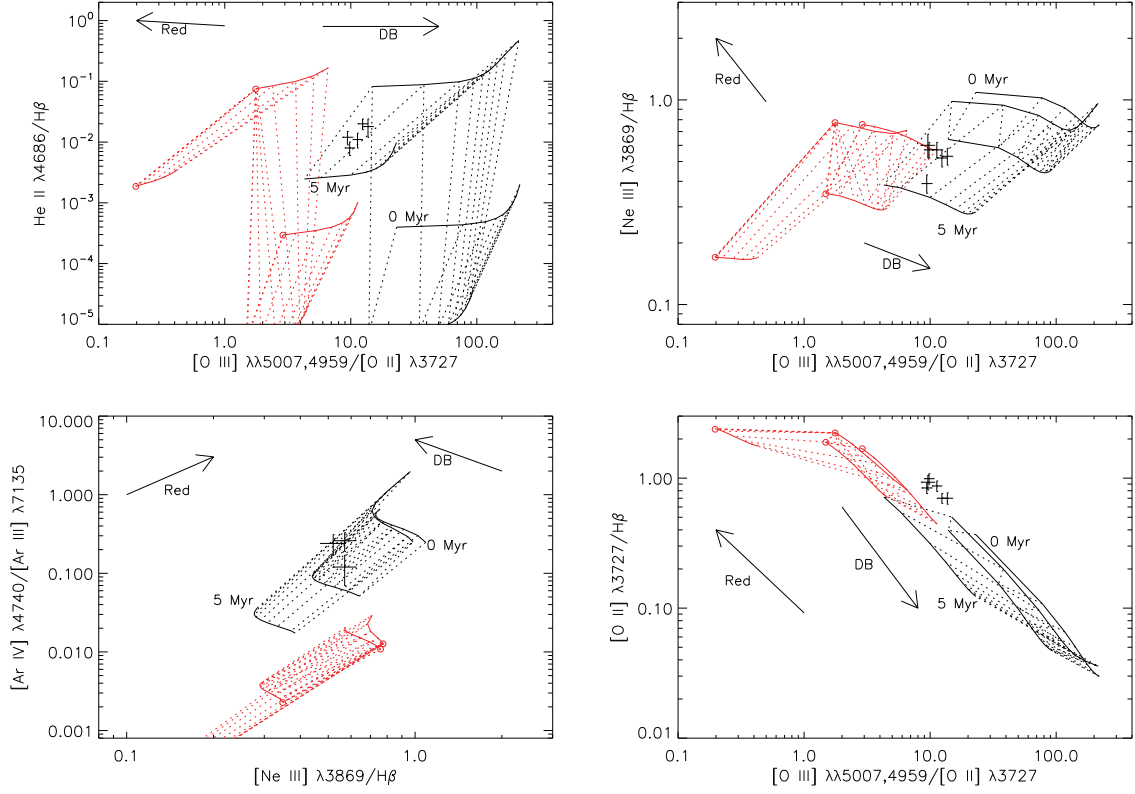 10⁰
10⁻¹
10⁻²
10⁻³
10⁻⁴
10⁻⁵
He II λ4686/Hβ
Red
DB
5 Myr
0 Myr
0.1 1.0 10.0 100.0
[O III] λλ5007,4959/[O II] λ3727
1.0
0.1
[Ne III] λ3869/Hβ
Red
0 Myr
5 Myr
DB
0.1 1.0 10.0 100.0
[O III] λλ5007,4959/[O II] λ3727
10.000
1.000
0.100
0.010
0.001
[Ar IV] λ4740/[Ar III] λ7135
Red
DB
0 Myr
5 Myr
0.1 1.0
[Ne III] λ3869/Hβ
1.00
0.10
0.01
[O II] λ3727/Hβ
Red
DB
0 Myr
5 Myr
0.1 1.0 10.0 100.0
[O III] λλ5007,4959/[O II] λ3727